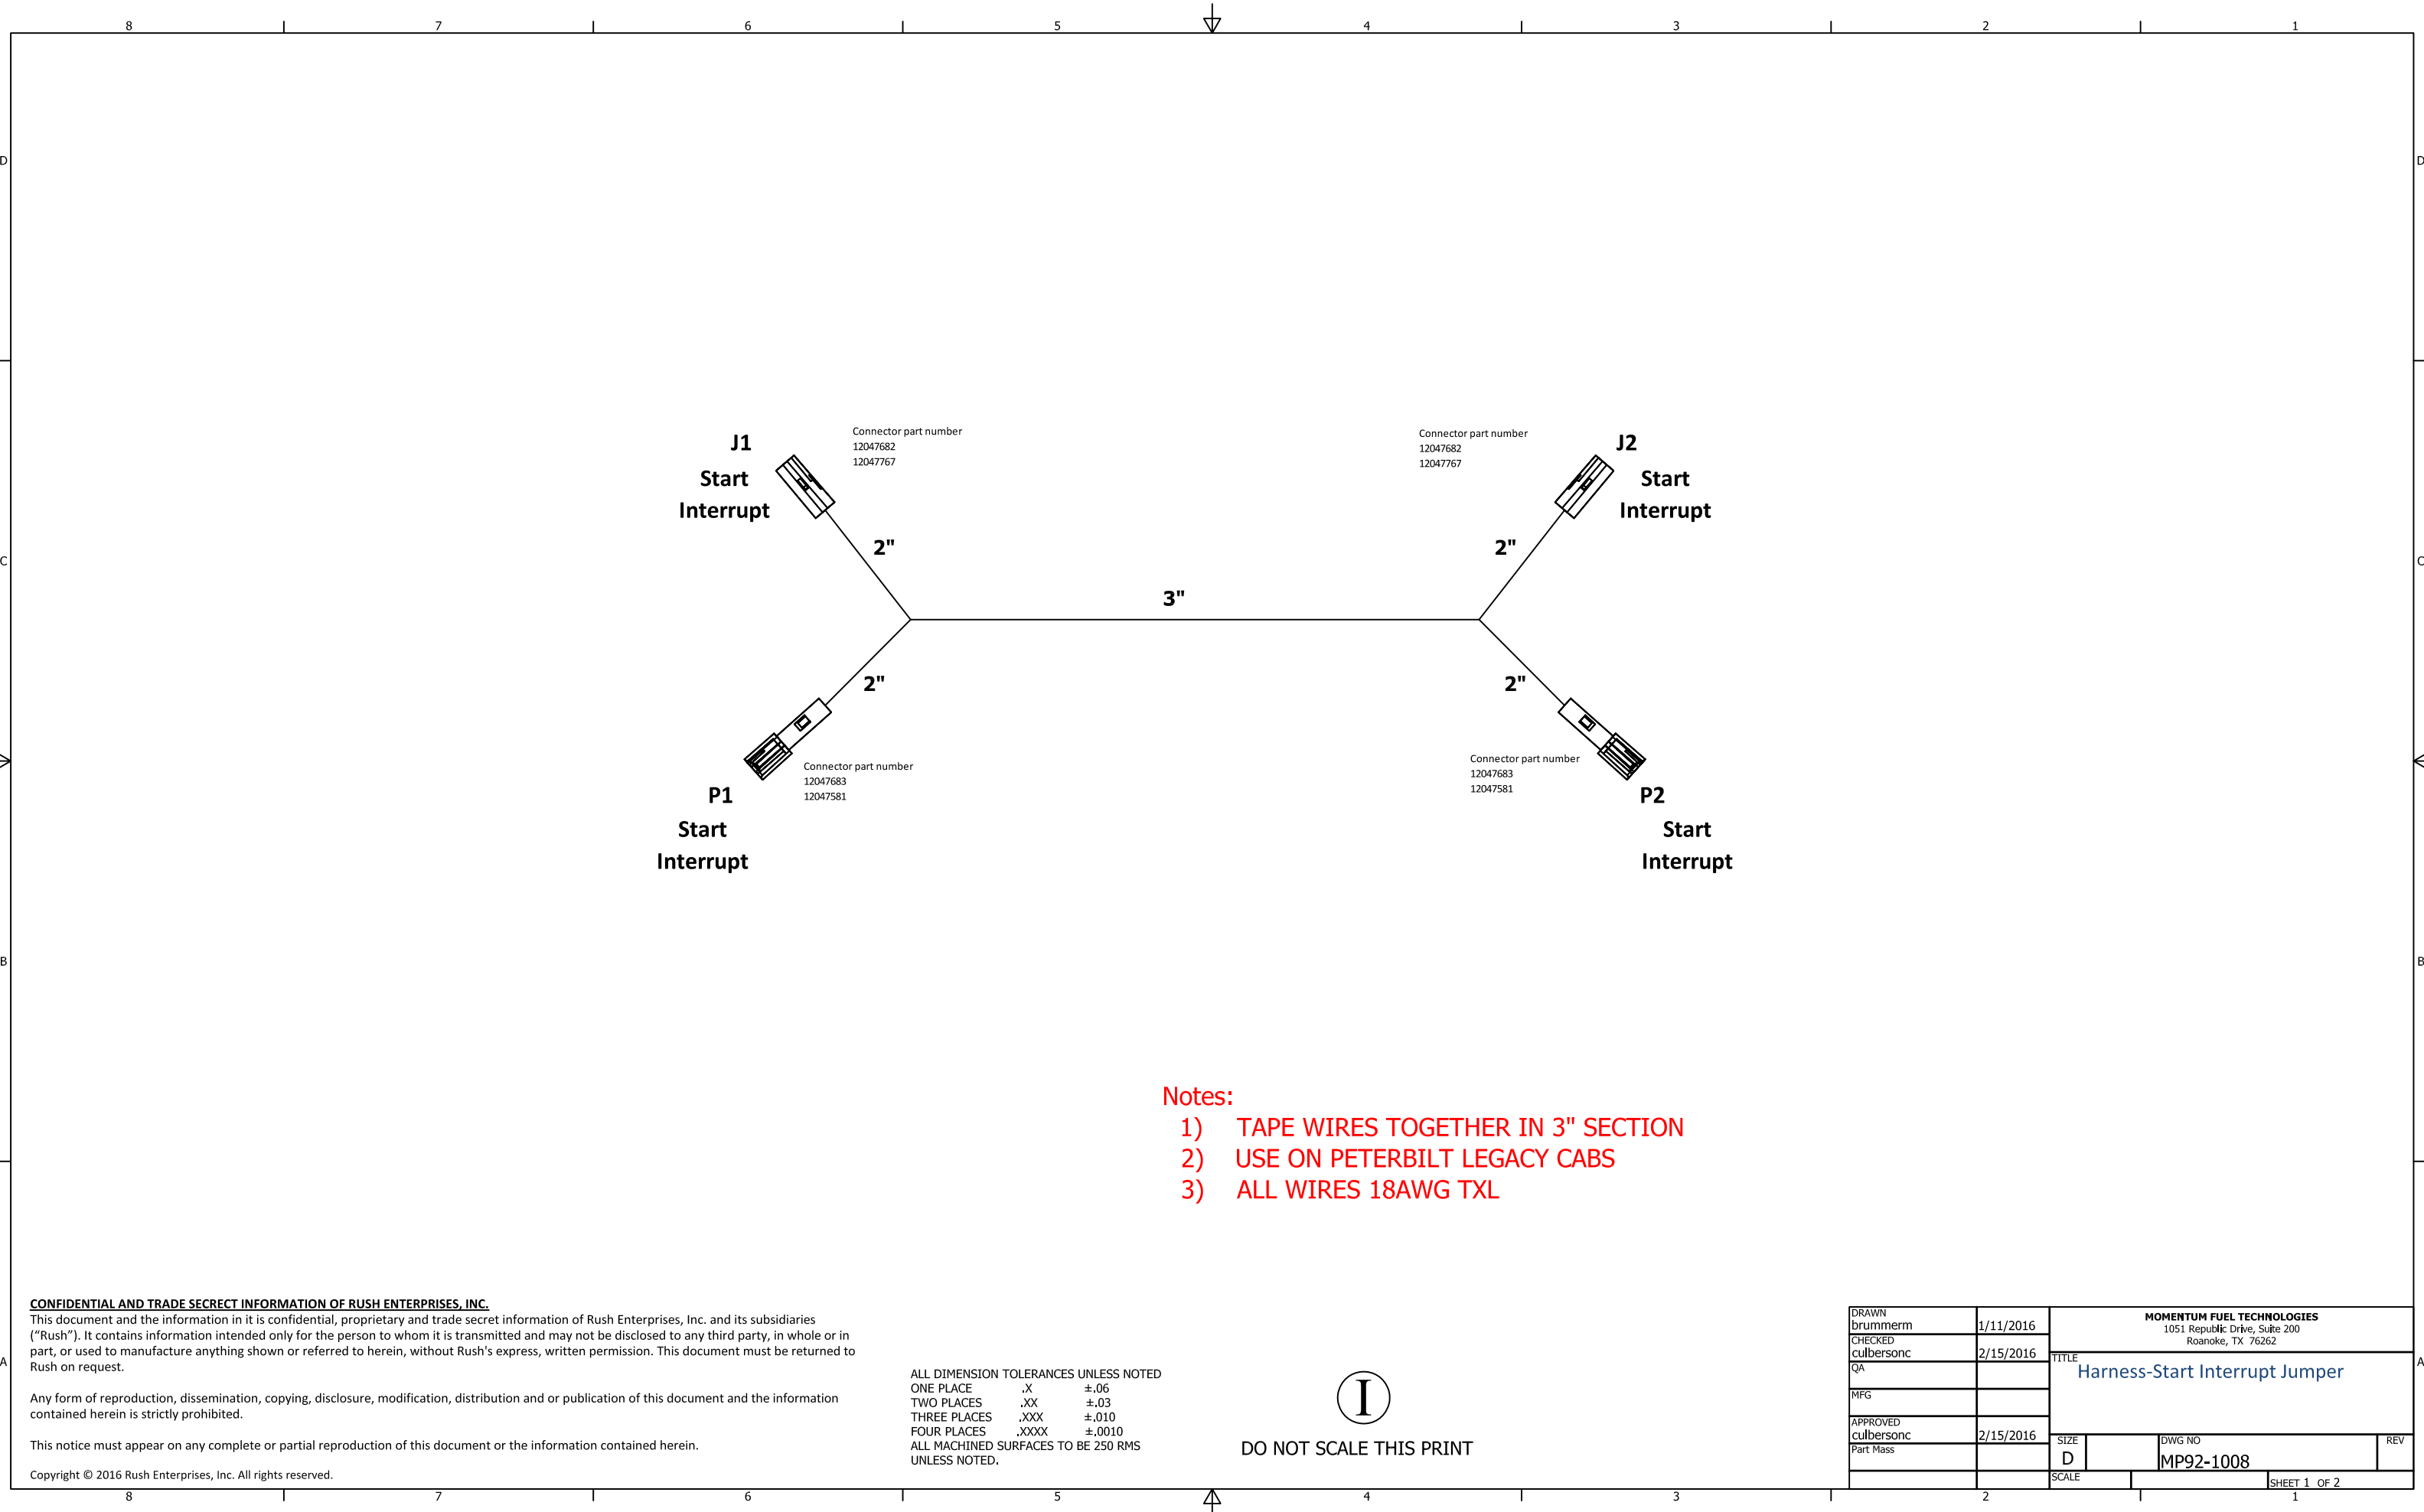 8 7 6 5 4 3 2 1
D D
J1
Start
Interrupt
Connector part number
12047682
12047767
Connector part number
12047682
12047767
J2
Start
Interrupt
2"
2"
C C
3"
2"
2"
Connector part number
12047683
12047581
P1
Start
Interrupt
Connector part number
12047683
12047581
P2
Start
Interrupt
B B
Notes:
1) TAPE WIRES TOGETHER IN 3" SECTION
2) USE ON PETERBILT LEGACY CABS
3) ALL WIRES 18AWG TXL
CONFIDENTIAL AND TRADE SECRECT INFORMATION OF RUSH ENTERPRISES, INC.
This document and the information in it is confidential, proprietary and trade secret information of Rush Enterprises, Inc. and its subsidiaries
(“Rush”). It contains information intended only for the person to whom it is transmitted and may not be disclosed to any third party, in whole or in
part, or used to manufacture anything shown or referred to herein, without Rush's express, written permission. This document must be returned to
Rush on request.
Any form of reproduction, dissemination, copying, disclosure, modification, distribution and or publication of this document and the information
contained herein is strictly prohibited.
This notice must appear on any complete or partial reproduction of this document or the information contained herein.
Copyright © 2016 Rush Enterprises, Inc. All rights reserved.
A A
ALL DIMENSION TOLERANCES UNLESS NOTED
ONE PLACE .X ±.06
TWO PLACES .XX ±.03
THREE PLACES .XXX ±.010
FOUR PLACES .XXXX ±.0010
ALL MACHINED SURFACES TO BE 250 RMS
UNLESS NOTED.
I
DO NOT SCALE THIS PRINT
DRAWN
brummerm 1/11/2016
CHECKED
culbersonc 2/15/2016
QA
MFG
APPROVED
culbersonc 2/15/2016
Part Mass
MOMENTUM FUEL TECHNOLOGIES
1051 Republic Drive, Suite 200
Roanoke, TX 76262
TITLE
Harness-Start Interrupt Jumper
SIZE
D
DWG NO
MP92-1008
REV
SCALE
SHEET 1 OF 2
8 7 6 5 4 3 2 1